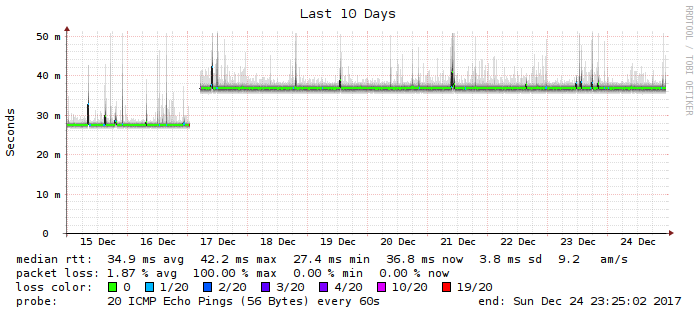 Last 10 Days
RRDTOOL / TOBI OETIKER
Seconds
50 m
40 m
30 m
20 m
10 m
0
15 Dec 16 Dec 17 Dec 18 Dec 19 Dec 20 Dec 21 Dec 22 Dec 23 Dec 24 Dec
median rtt: 34.9 ms avg 42.2 ms max 27.4 ms min 36.8 ms now 3.8 ms sd 9.2 am/s
packet loss: 1.87 % avg 100.00 % max 0.00 % min 0.00 % now
loss color: 0 1/20 2/20 3/20 4/20 10/20 19/20
probe: 20 ICMP Echo Pings (56 Bytes) every 60s end: Sun Dec 24 23:25:02 2017